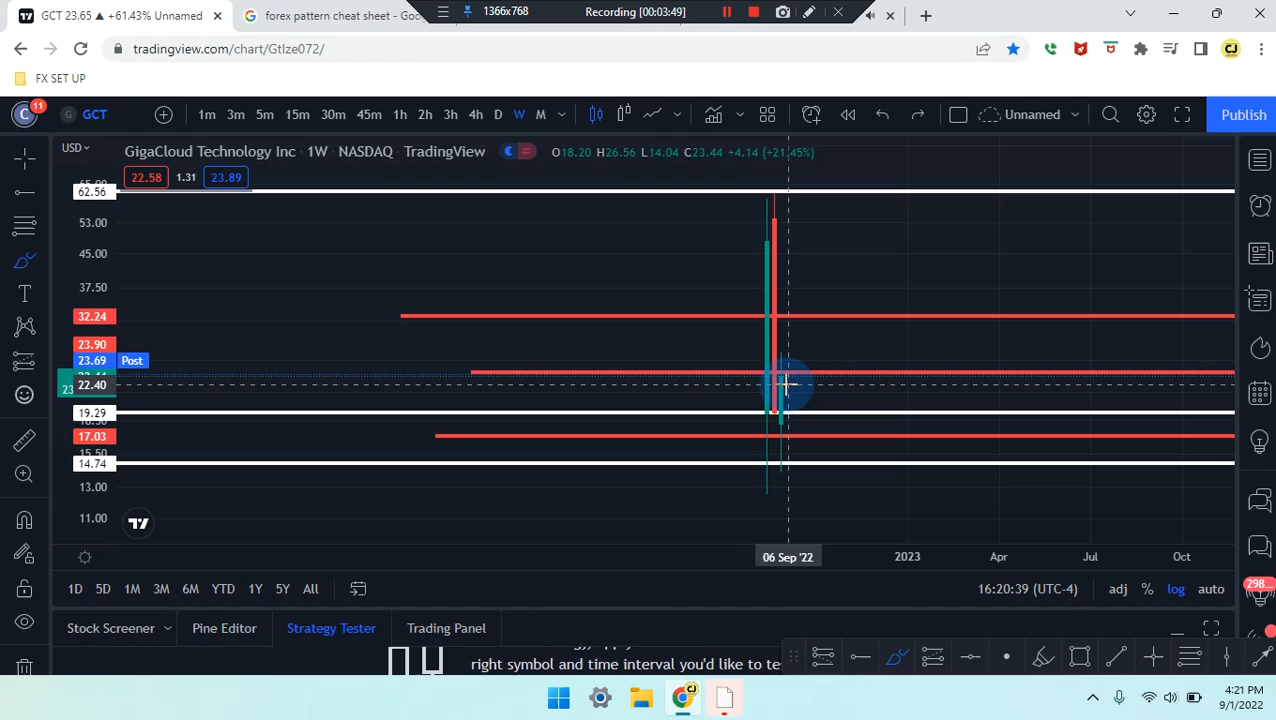 GCT 23.65 ▲ +61.43% Unnamed
forex pattern cheat sheet - Goo
1366x768
Recording [00:03:49]
tradingview.com/chart/GtIze072/
CJ
FX SET UP
C
11
G GCT
1m 3m 5m 15m 30m 45m 1h 2h 3h 4h D W M
Unnamed
Publish
USD
GigaCloud Technology Inc · 1W · NASDAQ · TradingView
O18.20 H26.56 L14.04 C23.44 +4.14 (+21.45%)
22.58 1.31 23.89
62.56
53.00
45.00
37.50
32.24
23.90
23.69 Post
22.40
19.29
17.03
15.50
14.74
13.00
11.00
06 Sep '22 2023 Apr Jul Oct
1D 5D 1M 3M 6M YTD 1Y 5Y All
16:20:39 (UTC-4) adj % log auto
298
Stock Screener Pine Editor Strategy Tester Trading Panel
right symbol and time interval you'd like to te
CJ
4:21 PM
9/1/2022